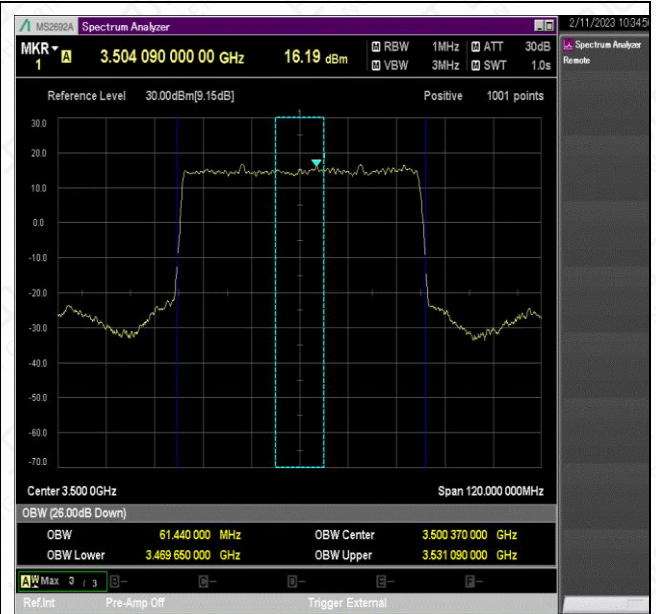 MS2692A Spectrum Analyzer
2/11/2023 10:34:50
MKR 1 A 3.504 090 000 00 GHz 16.19 dBm
M RBW 1MHz M ATT 30dB
M VBW 3MHz M SWT 1.0s
Spectrum Analyzer
Remote
Reference Level 30.00dBm[9.15dB] Positive 1001 points
1
30.0
20.0
10.0
0.0
-10.0
-20.0
-30.0
-40.0
-50.0
-60.0
-70.0
Center 3.500 0GHz Span 120.000 000MHz
OBW (26.00dB Down)
OBW 61.440 000 MHz OBW Center 3.500 370 000 GHz
OBW Lower 3.469 650 000 GHz OBW Upper 3.531 090 000 GHz
A W Max 3 / 3 B- C- D- E- F-
Ref.Int Pre-Amp Off Trigger External